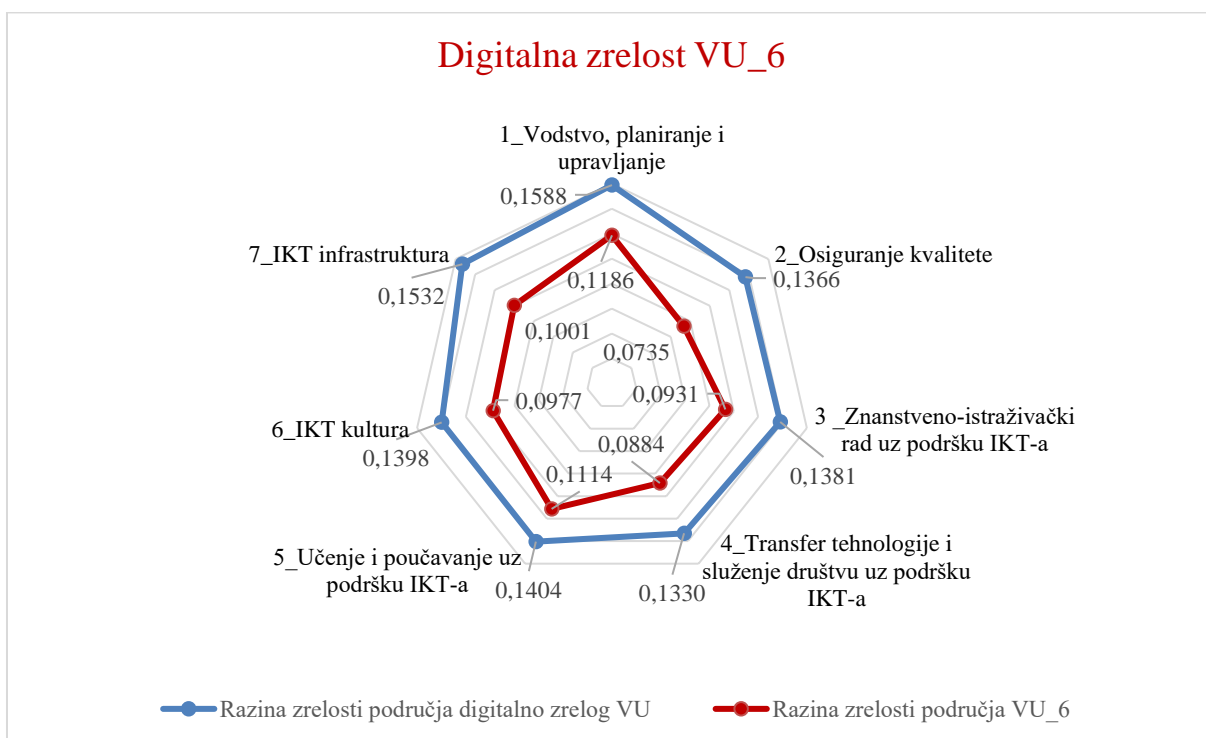 Digitalna zrelost VU_6
1_Vodstvo, planiranje i
upravljanje
0,1588
7_IKT infrastruktura
2_Osiguranje kvalitete
0,1366
0,1186
0,1532
0,1001
0,0735
0,0977
0,0931
6_IKT kultura
3 _Znanstveno-istraživački
rad uz podršku IKT-a
0,1398
0,0884
0,1381
0,1114
4_Transfer tehnologije i
služenje društvu uz podršku
IKT-a
5_Učenje i poučavanje uz
podršku IKT-a
0,1404
0,1330
Razina zrelosti područja digitalno zrelog VU
Razina zrelosti područja VU_6